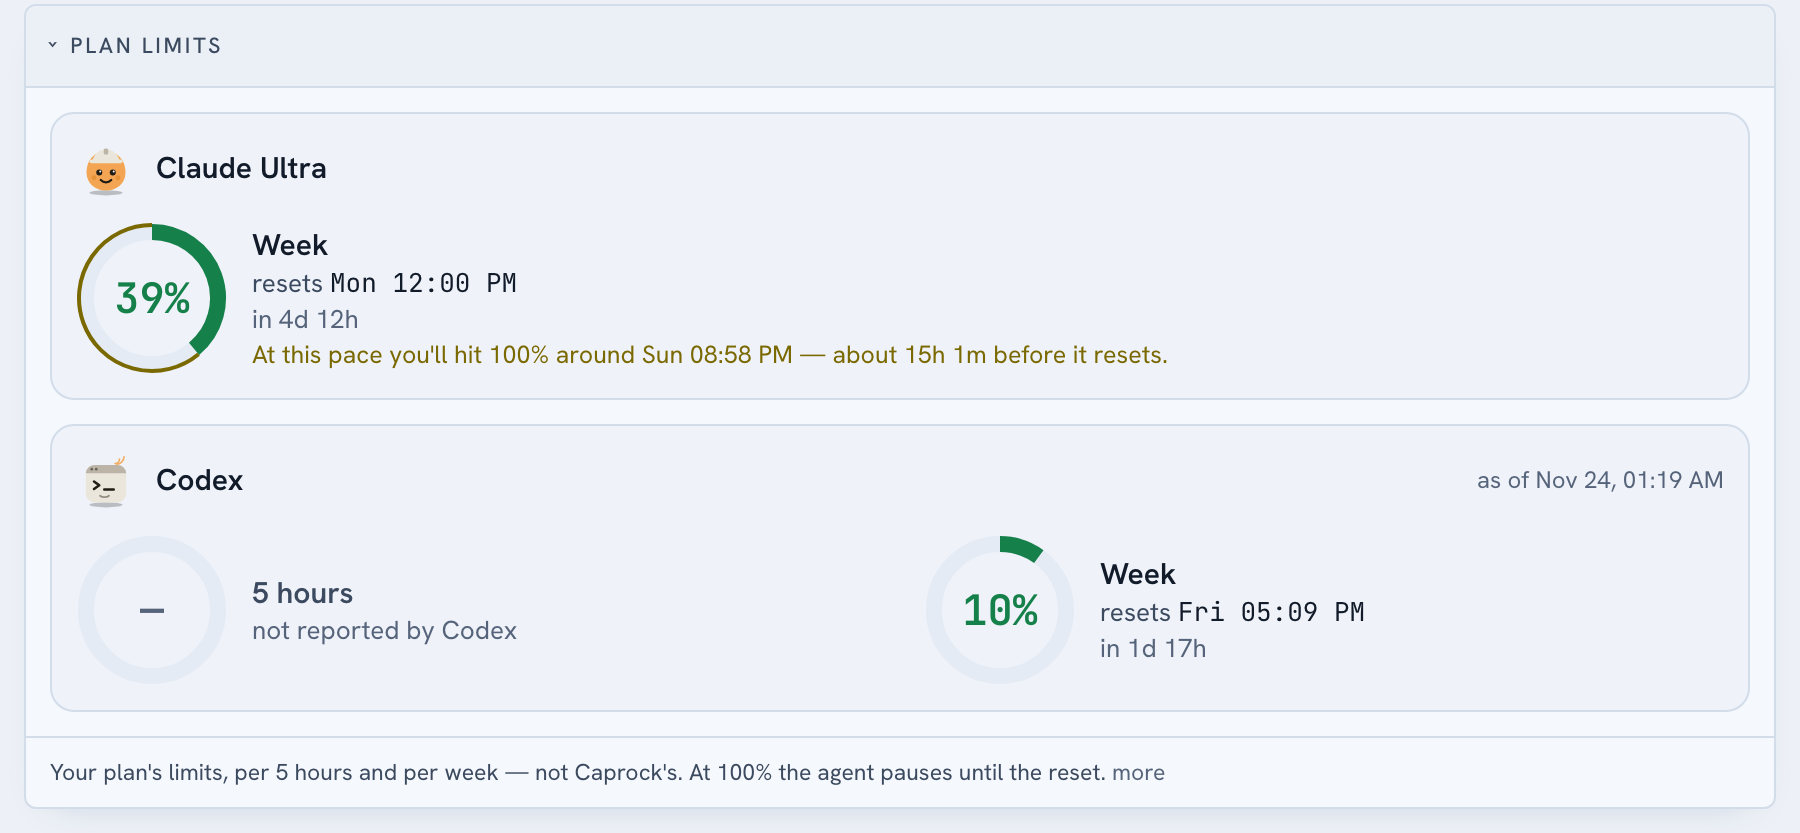 PLAN LIMITS
Claude Ultra
39%
Week
resets Mon 12:00 PM
in 4d 12h
At this pace you'll hit 100% around Sun 08:58 PM — about 15h 1m before it resets.
Codex
as of Nov 24, 01:19 AM
–
5 hours
not reported by Codex
10%
Week
resets Fri 05:09 PM
in 1d 17h
Your plan's limits, per 5 hours and per week — not Caprock's. At 100% the agent pauses until the reset. more